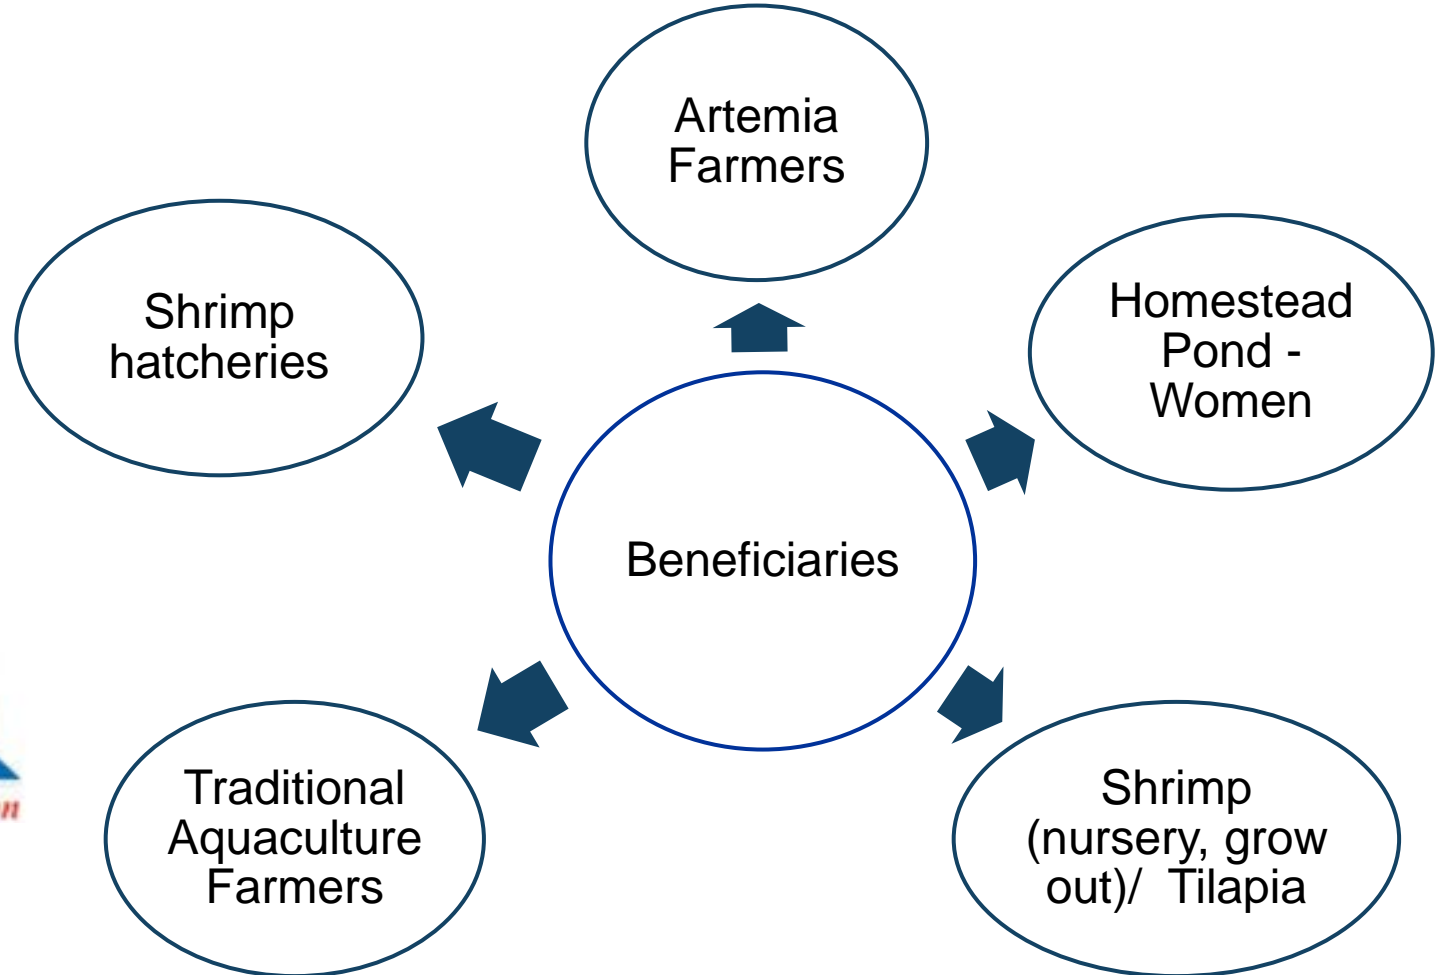 Artemia
Farmers
Shrimp
hatcheries
Homestead
Pond -
Women
Beneficiaries
Traditional
Aquaculture
Farmers
Shrimp
(nursery, grow
out)/ Tilapia